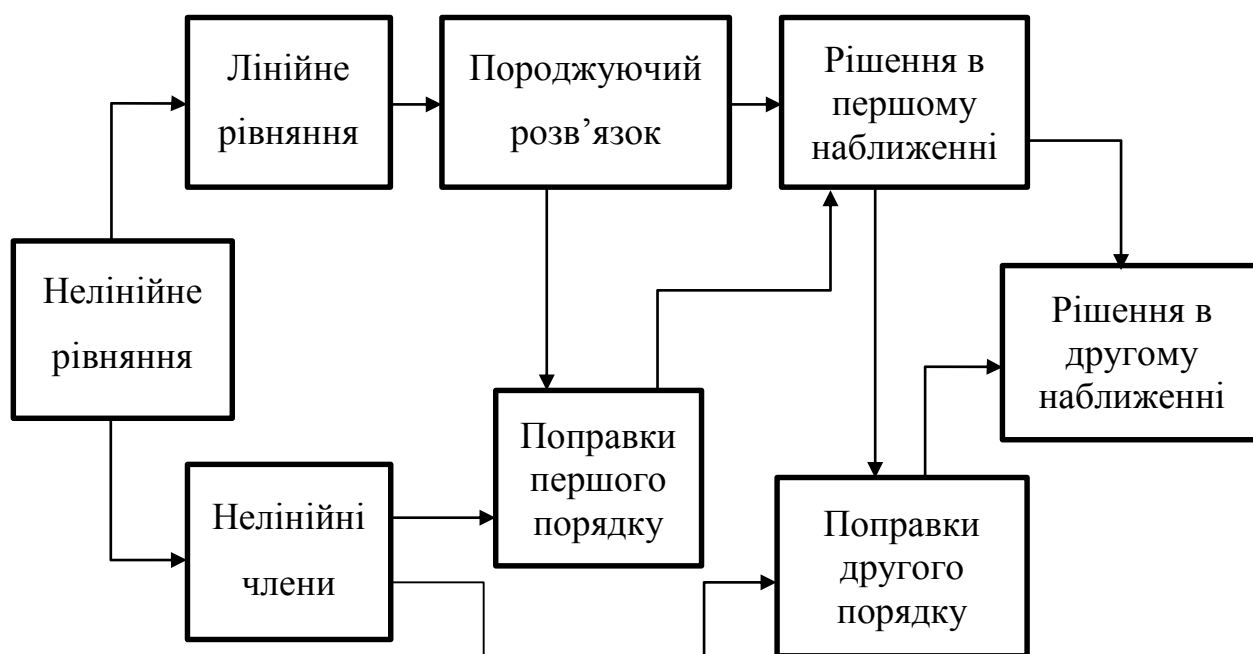 Лінійне
рівняння
Породжуючий
розв’язок
Рішення в
першому
наближенні
Нелінійне
рівняння
Рішення в
другому
наближенні
Поправки
першого
порядку
Нелінійні
члени
Поправки
другого
порядку